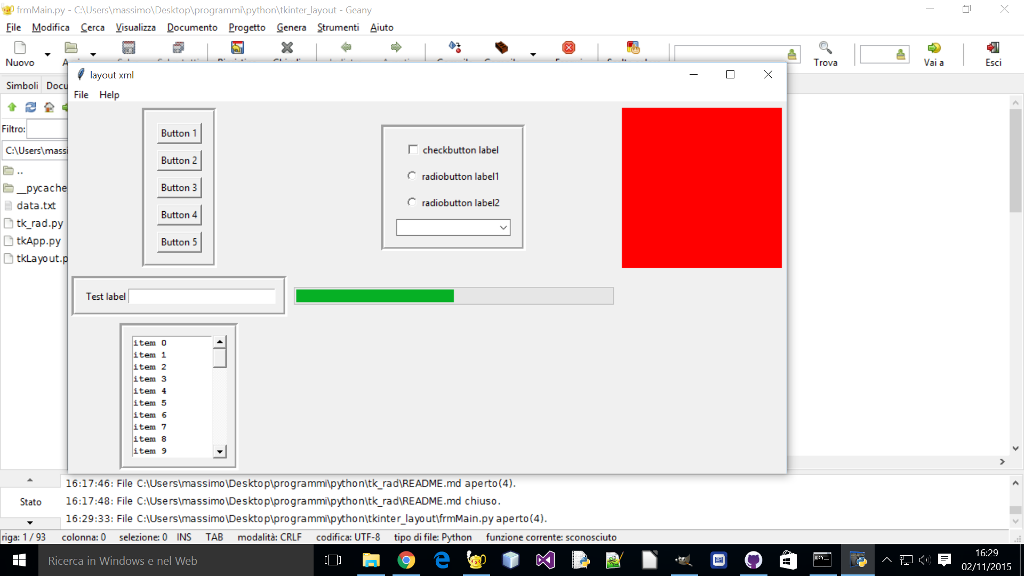 frmMain.py - C:\Users\massimo\Desktop\programmi\python\tkinter_layout - Geany
File Modifica Cerca Visualizza Documento Progetto Genera Strumenti Aiuto
Nuovo Trova Vai a Esci
layout xml
File Help
Simboli
Filtro:
Button 1
Button 2
Button 3
Button 4
Button 5
checkbutton label
radiobutton label1
radiobutton label2
..
__pycache
data.txt
tk_rad.py
tkApp.py
tkLayout.p
Test label
item 0
item 1
item 2
item 3
item 4
item 5
item 6
item 7
item 8
item 9
Stato
16:17:46: File C:\Users\massimo\Desktop\programmi\python\tk_rad\README.md aperto(4).
16:17:48: File C:\Users\massimo\Desktop\programmi\python\tk_rad\README.md chiuso.
16:29:33: File C:\Users\massimo\Desktop\programmi\python\tkinter_layout\frmMain.py aperto(4).
riga: 1 / 93 colonna: 0 selezione: 0 INS TAB modalità: CRLF codifica: UTF-8 tipo di file: Python funzione corrente: sconosciuto
Ricerca in Windows e nel Web
16:29
02/11/2015